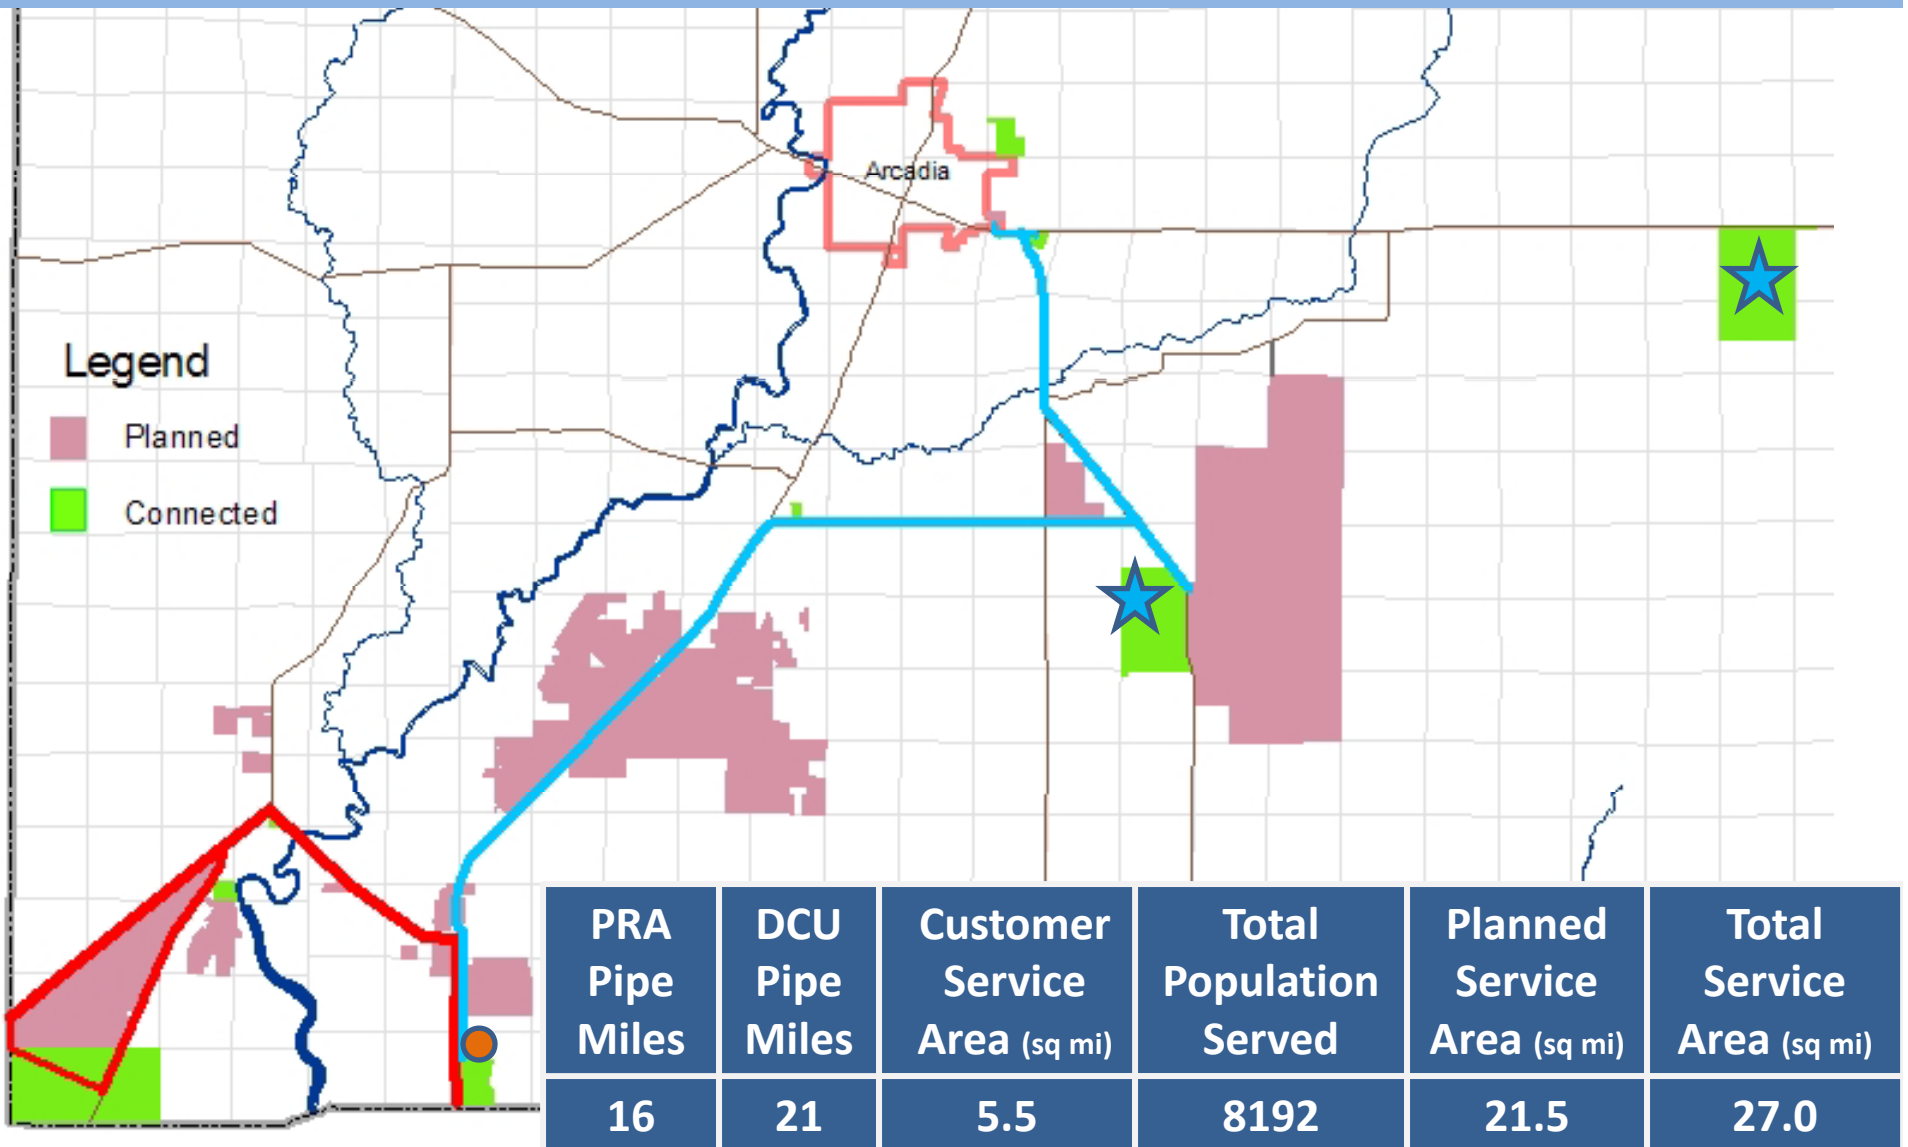 Arcadia
Legend
Planned
Connected
PRA Pipe Miles
DCU Pipe Miles
Customer Service Area (sq mi)
Total Population Served
Planned Service Area (sq mi)
Total Service Area (sq mi)
16
21
5.5
8192
21.5
27.0